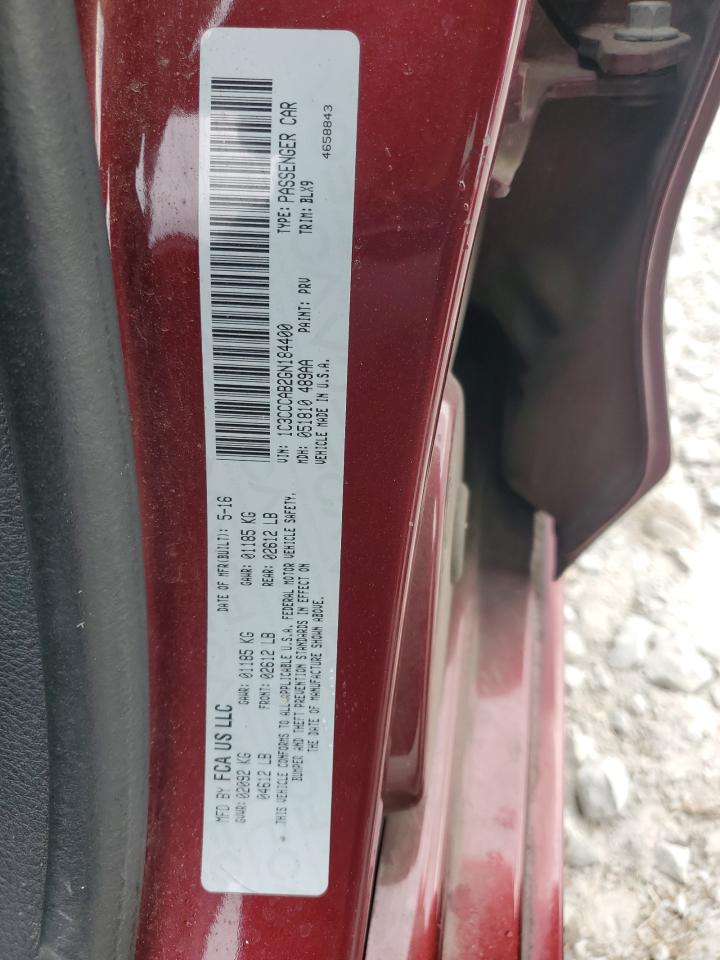 MFD BY FCA US LLC
DATE OF MFR(BUILT): 5-16
GVWR: 02092 KG
GAWR: 01185 KG
GAWR: 01185 KG
04612 LB
FRONT: 02612 LB
REAR: 02612 LB
THIS VEHICLE CONFORMS TO ALL APPLICABLE U.S.A. FEDERAL MOTOR VEHICLE SAFETY,
BUMPER AND THEFT PREVENTION STANDARDS IN EFFECT ON
THE DATE OF MANUFACTURE SHOWN ABOVE.
VIN: 1C3CCCAB2GN184400
TYPE: PASSENGER CAR
MDH: 051810 489AA
PAINT: PRV
TRIM: BLX9
VEHICLE MADE IN U.S.A.
4658843